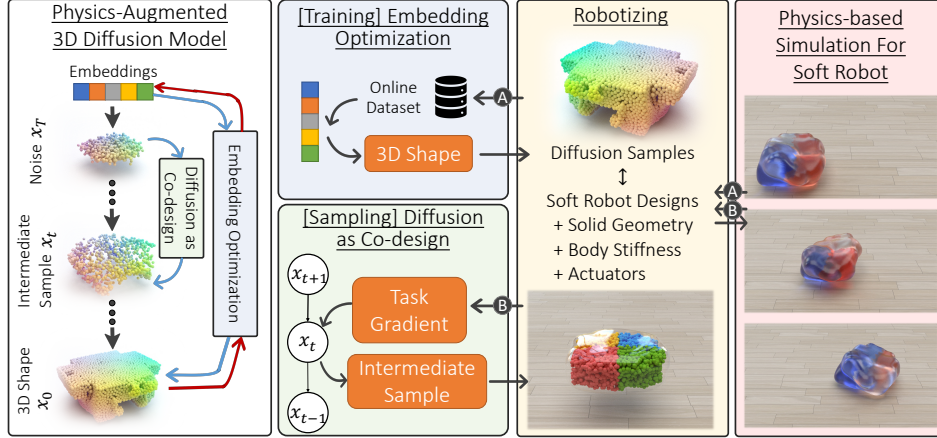 Physics-Augmented
3D Diffusion Model
Embeddings
Noise x_T
Diffusion as
Co-design
Embedding Optimization
Intermediate
Sample x_t
3D Shape
x_0
[Training] Embedding
Optimization
Online
Dataset
A
3D Shape
[Sampling] Diffusion
as Co-design
x_{t+1}
Task
Gradient
B
x_t
Intermediate
Sample
x_{t-1}
Robotizing
Diffusion Samples
↕
Soft Robot Designs
+ Solid Geometry
+ Body Stiffness
+ Actuators
Physics-based
Simulation For
Soft Robot
A
B